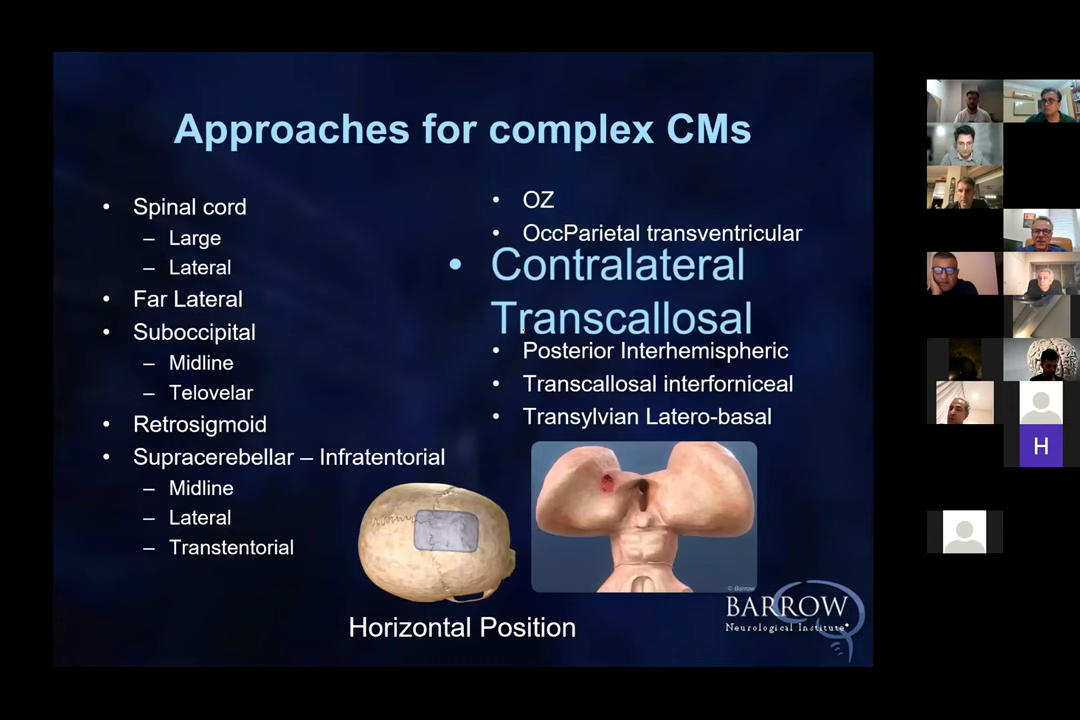 Approaches for complex CMs
• Spinal cord
– Large
– Lateral
• Far Lateral
• Suboccipital
– Midline
– Telovelar
• Retrosigmoid
• Supracerebellar – Infratentorial
– Midline
– Lateral
– Transtentorial
• OZ
• OccParietal transventricular
• Contralateral
Transcallosal
• Posterior Interhemispheric
• Transcallosal interforniceal
• Transylvian Latero-basal
© Barrow
Horizontal Position
BARROW
Neurological Institute®
H